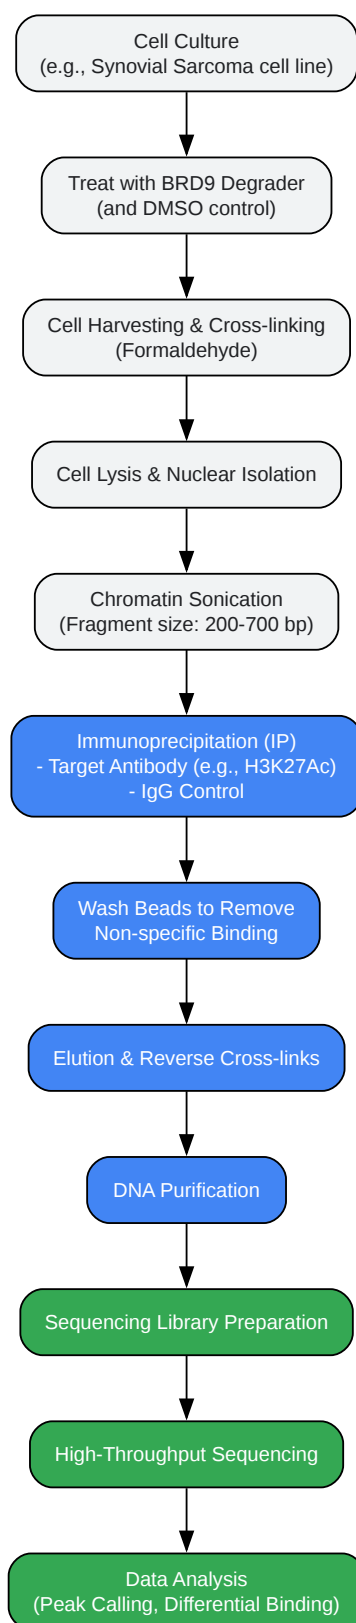 Cell Culture
(e.g., Synovial Sarcoma cell line)
Treat with BRD9 Degrader
(and DMSO control)
Cell Harvesting & Cross-linking
(Formaldehyde)
Cell Lysis & Nuclear Isolation
Chromatin Sonication
(Fragment size: 200-700 bp)
Immunoprecipitation (IP)
- Target Antibody (e.g., H3K27Ac)
- IgG Control
Wash Beads to Remove
Non-specific Binding
Elution & Reverse Cross-links
DNA Purification
Sequencing Library Preparation
High-Throughput Sequencing
Data Analysis
(Peak Calling, Differential Binding)